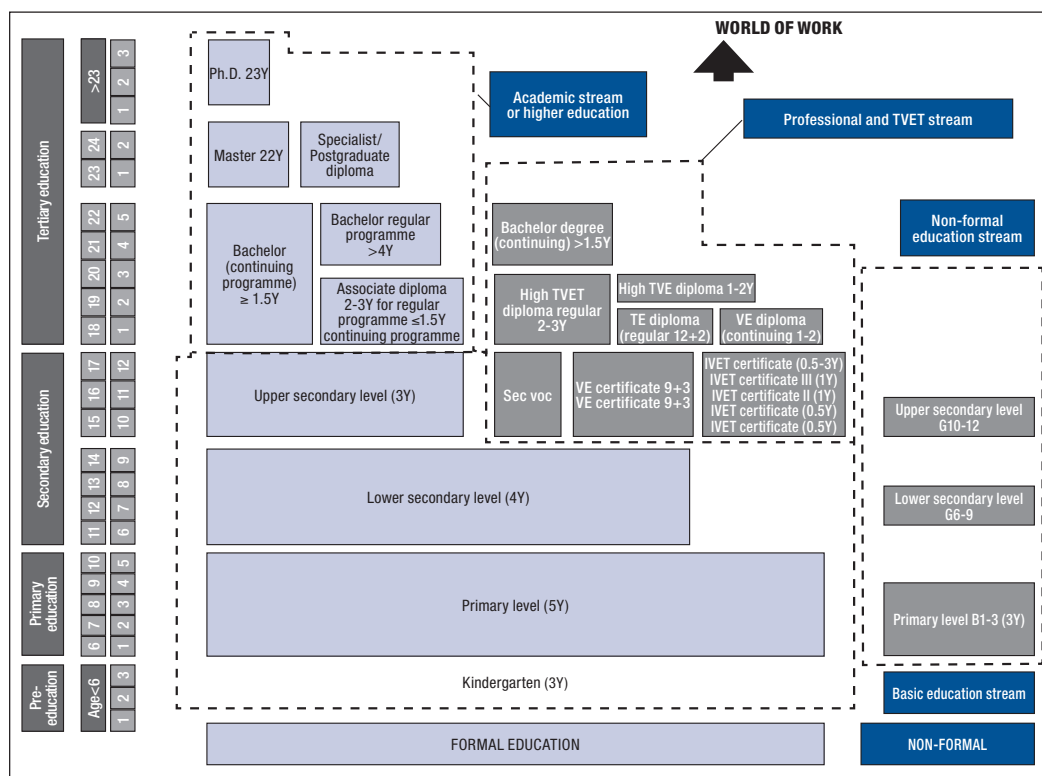 WORLD OF WORK
Tertiary education
>23
3
2
1
Ph.D. 23Y
Academic stream
or higher education
Professional and TVET stream
24
23
2
1
Master 22Y
Specialist/
Postgraduate
diploma
22
21
20
19
18
5
4
3
2
1
Bachelor
(continuing
programme)
≥ 1.5Y
Bachelor regular
programme
>4Y
Associate diploma
2-3Y for regular
programme ≤1.5Y
continuing programme
Bachelor degree
(continuing) >1.5Y
High TVET
diploma regular
2-3Y
High TVE diploma 1-2Y
TE diploma
(regular 12+2)
VE diploma
(continuing 1-2)
Non-formal
education stream
Secondary education
17
16
15
12
11
10
Upper secondary level (3Y)
Sec voc
VE certificate 9+3
VE certificate 9+3
IVET certificate (0.5-3Y)
IVET certificate III (1Y)
IVET certificate II (1Y)
IVET certificate (0.5Y)
IVET certificate (0.5Y)
Upper secondary level
G10-12
14
13
12
11
9
8
7
6
Lower secondary level (4Y)
Lower secondary level
G6-9
Primary
education
10
9
8
7
6
5
4
3
2
1
Primary level (5Y)
Primary level B1-3 (3Y)
Pre-
education
Age<6
3
2
1
Kindergarten (3Y)
Basic education stream
FORMAL EDUCATION
NON-FORMAL